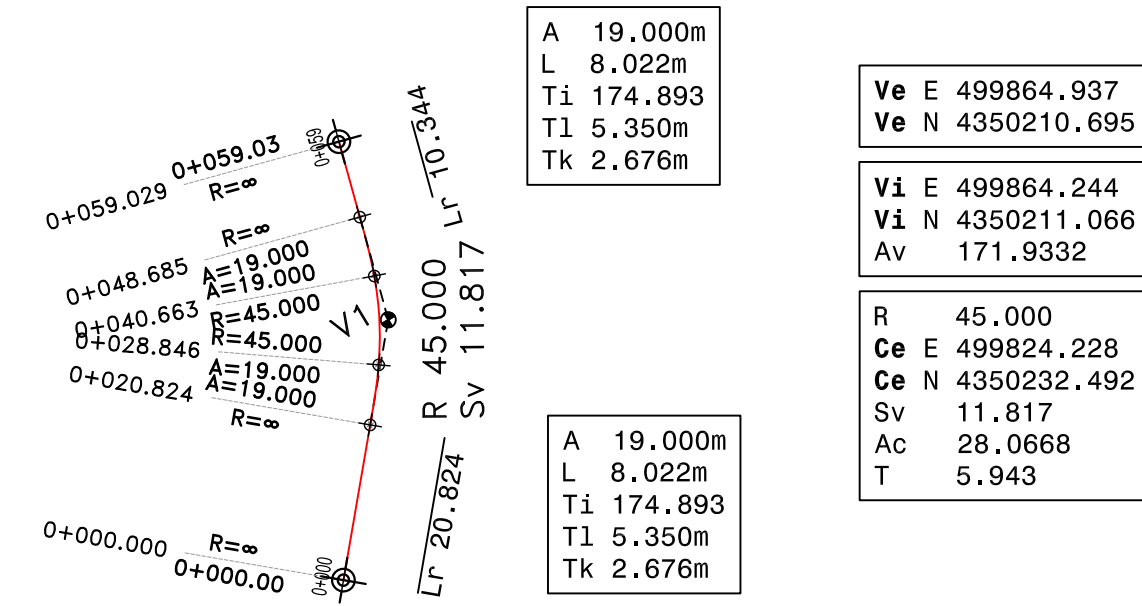 A 19.000m
L 8.022m
Ti 174.893
Tl 5.350m
Tk 2.676m
Ve E 499864.937
Ve N 4350210.695
Vi E 499864.244
Vi N 4350211.066
Av 171.9332
R 45.000
Ce E 499824.228
Ce N 4350232.492
Sv 11.817
Ac 28.0668
T 5.943
0+059
0+059.03
0+059.029
R=∞
R=∞
0+048.685
A=19.000
A=19.000
0+040.663
R=45.000
0+028.846
R=45.000
A=19.000
0+020.824
A=19.000
R=∞
V1
Lr 10.344
R 45.000
Sv 11.817
Lr 20.824
0+000.000
R=∞
0+000.00
0+000
A 19.000m
L 8.022m
Ti 174.893
Tl 5.350m
Tk 2.676m